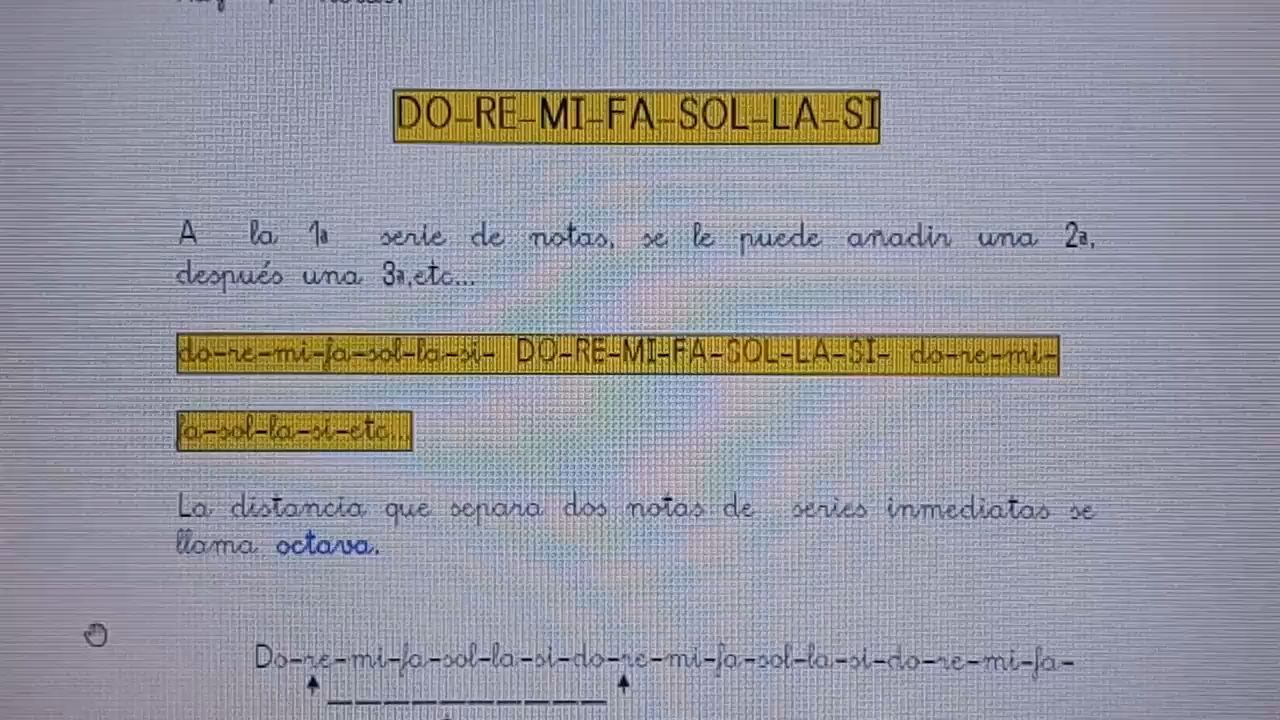 DO-RE-MI-FA-SOL-LA-SI
A la 1a serie de notas, se le puede añadir una 2a,
después una 3a,etc...
do-re-mi-fa-sol-la-si- DO-RE-MI-FA-SOL-LA-SI- do-re-mi-
fa-sol-la-si-etc...
La distancia que separa dos notas de series inmediatas se
llama octava.
Do-re-mi-fa-sol-la-si-do-re-mi-fa-sol-la-si-do-re-mi-fa-